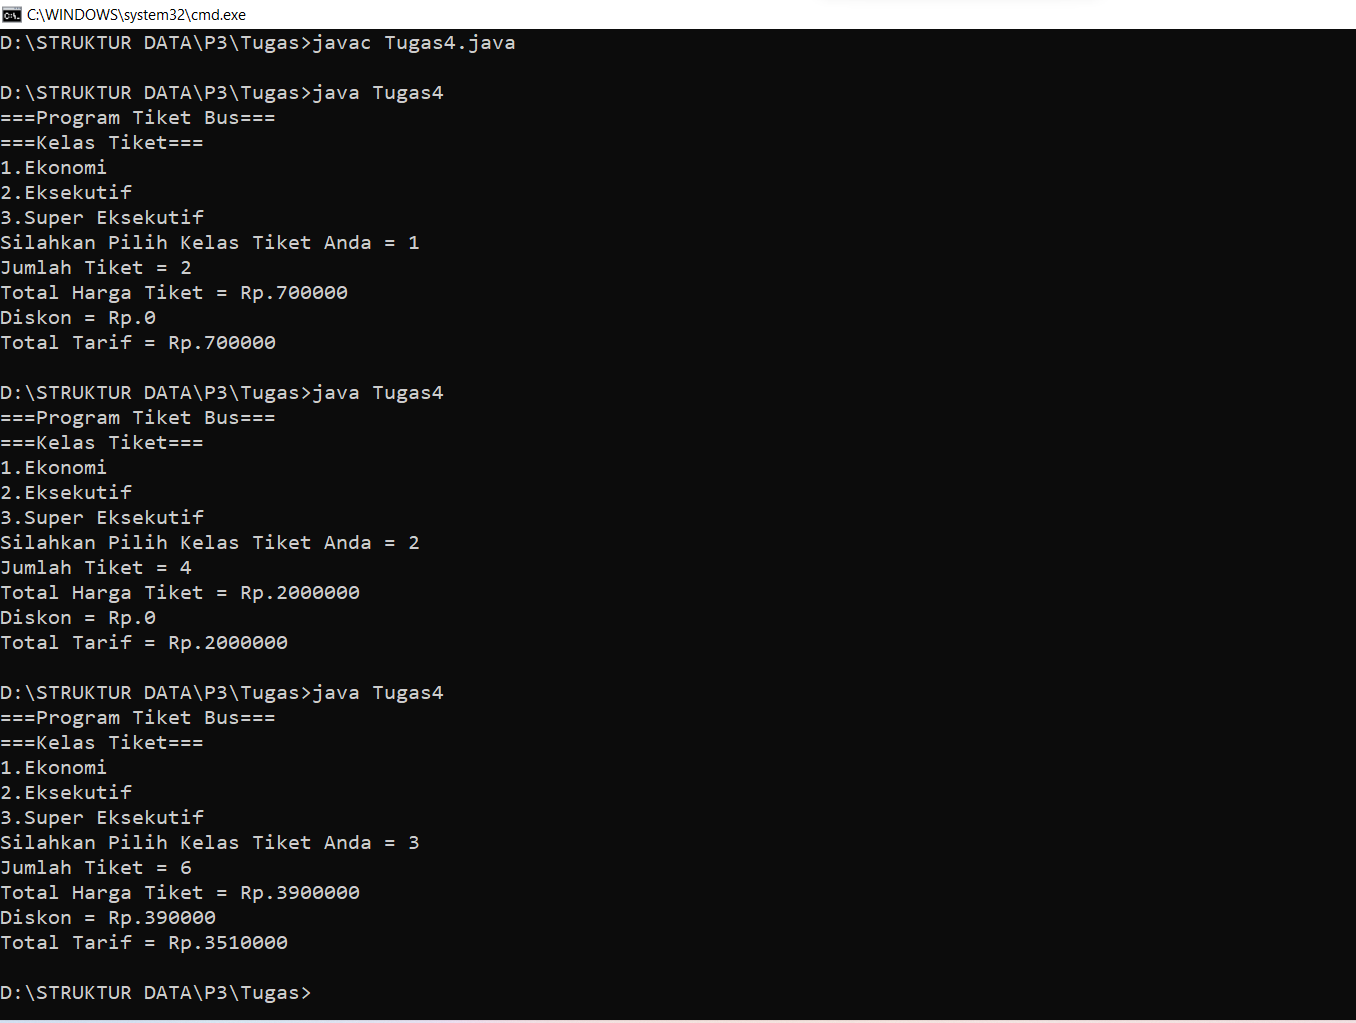 C:\WINDOWS\system32\cmd.exe
D:\STRUKTUR DATA\P3\Tugas>javac Tugas4.java
D:\STRUKTUR DATA\P3\Tugas>java Tugas4
===Program Tiket Bus===
===Kelas Tiket===
1.Ekonomi
2.Eksekutif
3.Super Eksekutif
Silahkan Pilih Kelas Tiket Anda = 1
Jumlah Tiket = 2
Total Harga Tiket = Rp.700000
Diskon = Rp.0
Total Tarif = Rp.700000
D:\STRUKTUR DATA\P3\Tugas>java Tugas4
===Program Tiket Bus===
===Kelas Tiket===
1.Ekonomi
2.Eksekutif
3.Super Eksekutif
Silahkan Pilih Kelas Tiket Anda = 2
Jumlah Tiket = 4
Total Harga Tiket = Rp.2000000
Diskon = Rp.0
Total Tarif = Rp.2000000
D:\STRUKTUR DATA\P3\Tugas>java Tugas4
===Program Tiket Bus===
===Kelas Tiket===
1.Ekonomi
2.Eksekutif
3.Super Eksekutif
Silahkan Pilih Kelas Tiket Anda = 3
Jumlah Tiket = 6
Total Harga Tiket = Rp.3900000
Diskon = Rp.390000
Total Tarif = Rp.3510000
D:\STRUKTUR DATA\P3\Tugas>